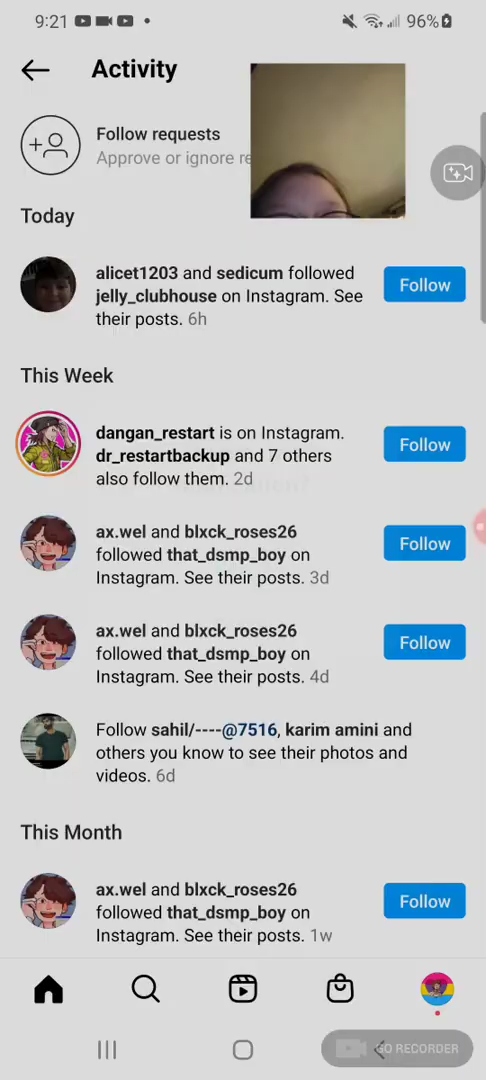 9:21
96%
Activity
Follow requests
Approve or ignore re
Today
alicet1203 and sedicum followed
jelly_clubhouse on Instagram. See
their posts. 6h
Follow
This Week
dangan_restart is on Instagram.
dr_restartbackup and 7 others
also follow them. 2d
Follow
ax.wel and blxck_roses26
followed that_dsmp_boy on
Instagram. See their posts. 3d
Follow
ax.wel and blxck_roses26
followed that_dsmp_boy on
Instagram. See their posts. 4d
Follow
Follow sahil/----@7516, karim amini and
others you know to see their photos and
videos. 6d
This Month
ax.wel and blxck_roses26
followed that_dsmp_boy on
Instagram. See their posts. 1w
Follow
GO RECORDER